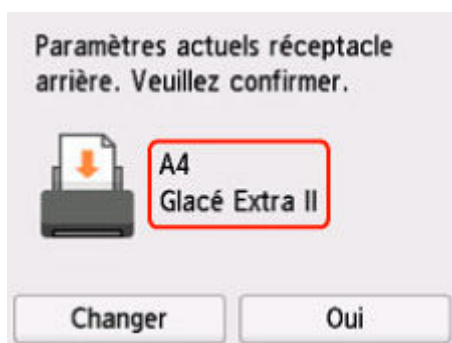 Paramètres actuels réceptacle
arrière. Veuillez confirmer.
A4
Glacé Extra II
Changer
Oui